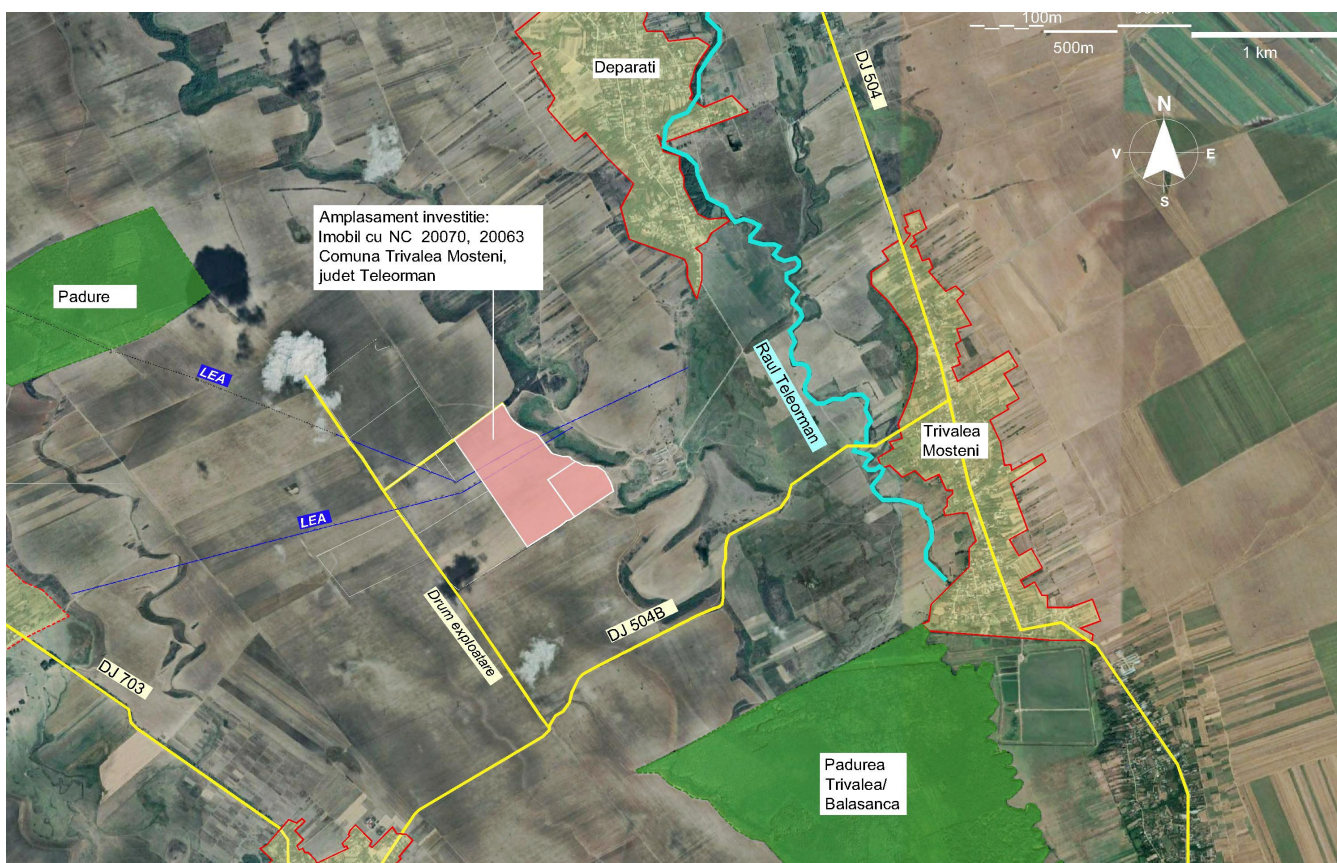 100m
500m
1 km
Deparati
DJ 504
N
V
E
S
Amplasament investitie:
Imobil cu NC 20070, 20063
Comuna Trivalea Mosteni,
judet Teleorman
Padure
LEA
Raul Teleorman
Trivalea
Mosteni
LEA
Drum exploatare
DJ 504B
DJ 703
Padurea
Trivalea/
Balasanca